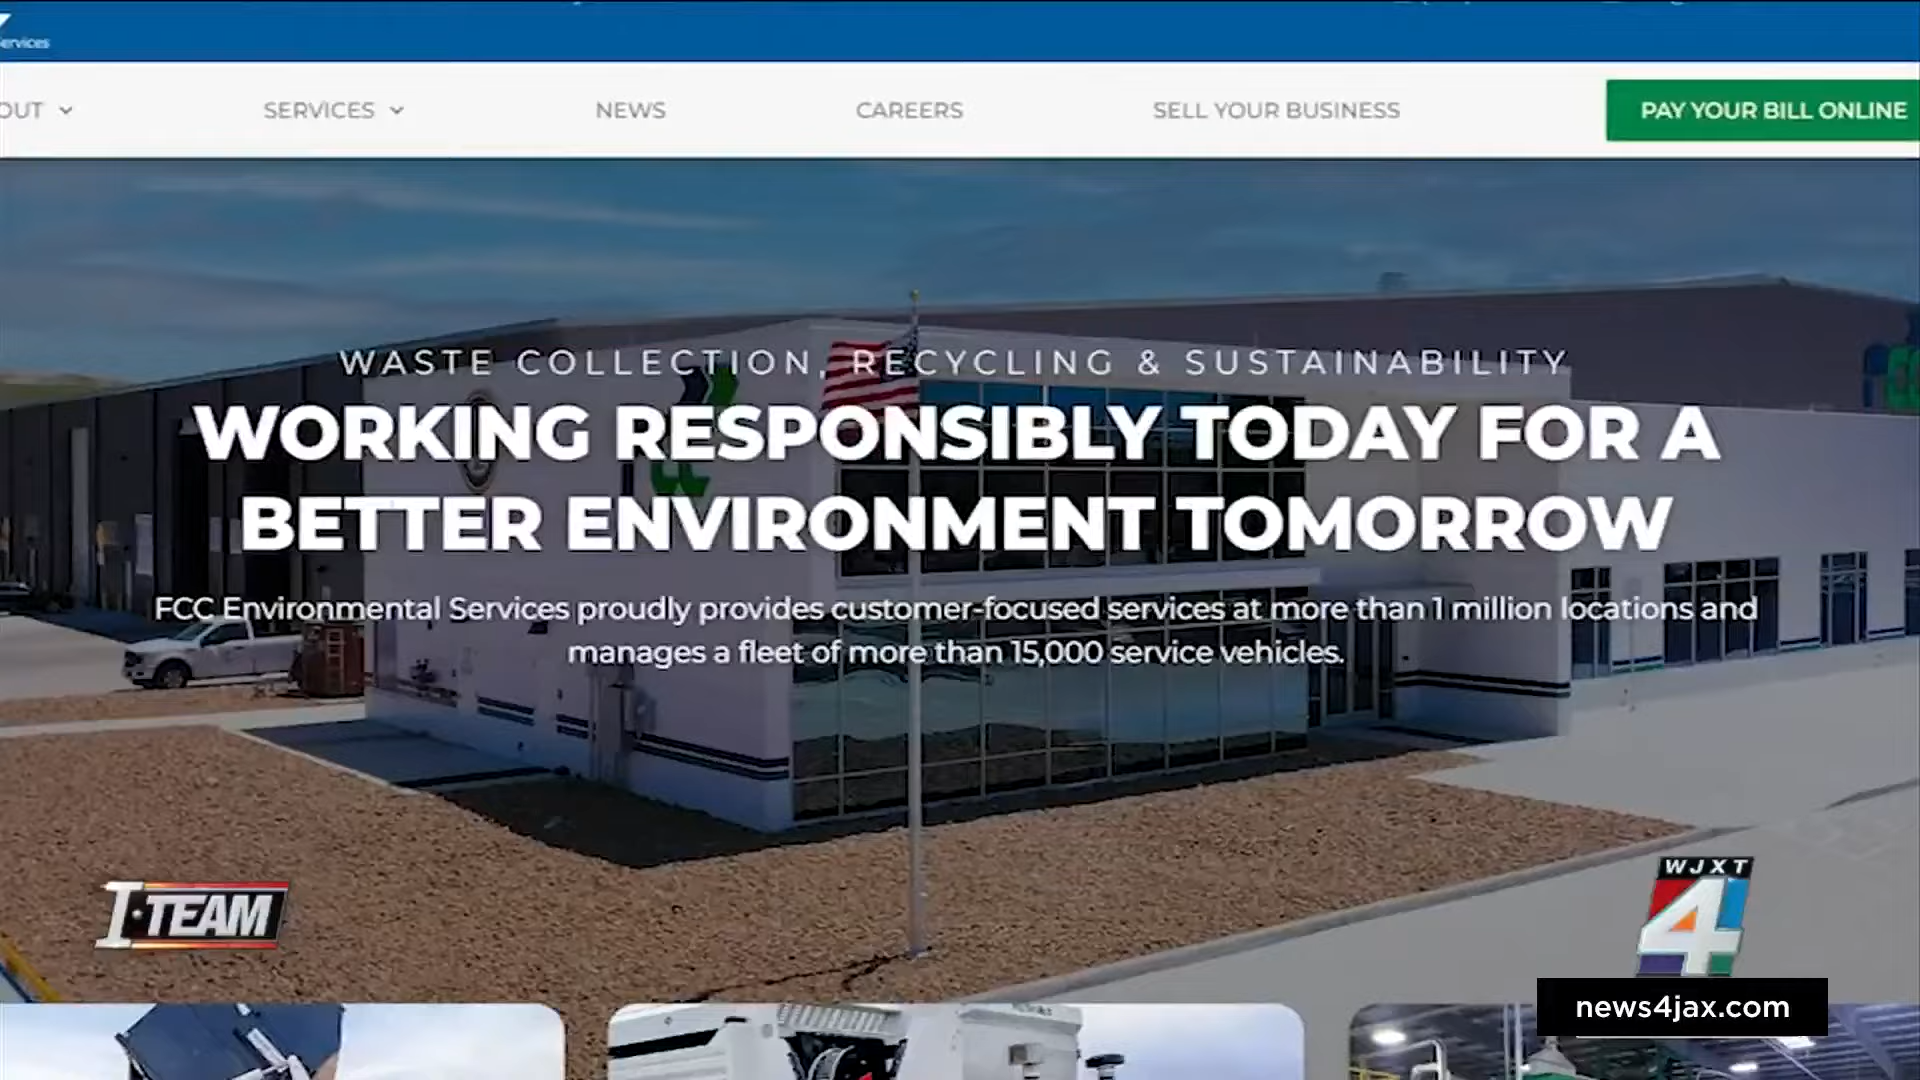 ervices
OUT
SERVICES
NEWS
CAREERS
SELL YOUR BUSINESS
PAY YOUR BILL ONLINE
WASTE COLLECTION, RECYCLING & SUSTAINABILITY
WORKING RESPONSIBLY TODAY FOR A
BETTER ENVIRONMENT TOMORROW
FCC Environmental Services proudly provides customer-focused services at more than 1 million locations and
manages a fleet of more than 15,000 service vehicles.
I-TEAM
WJXT
4
news4jax.com